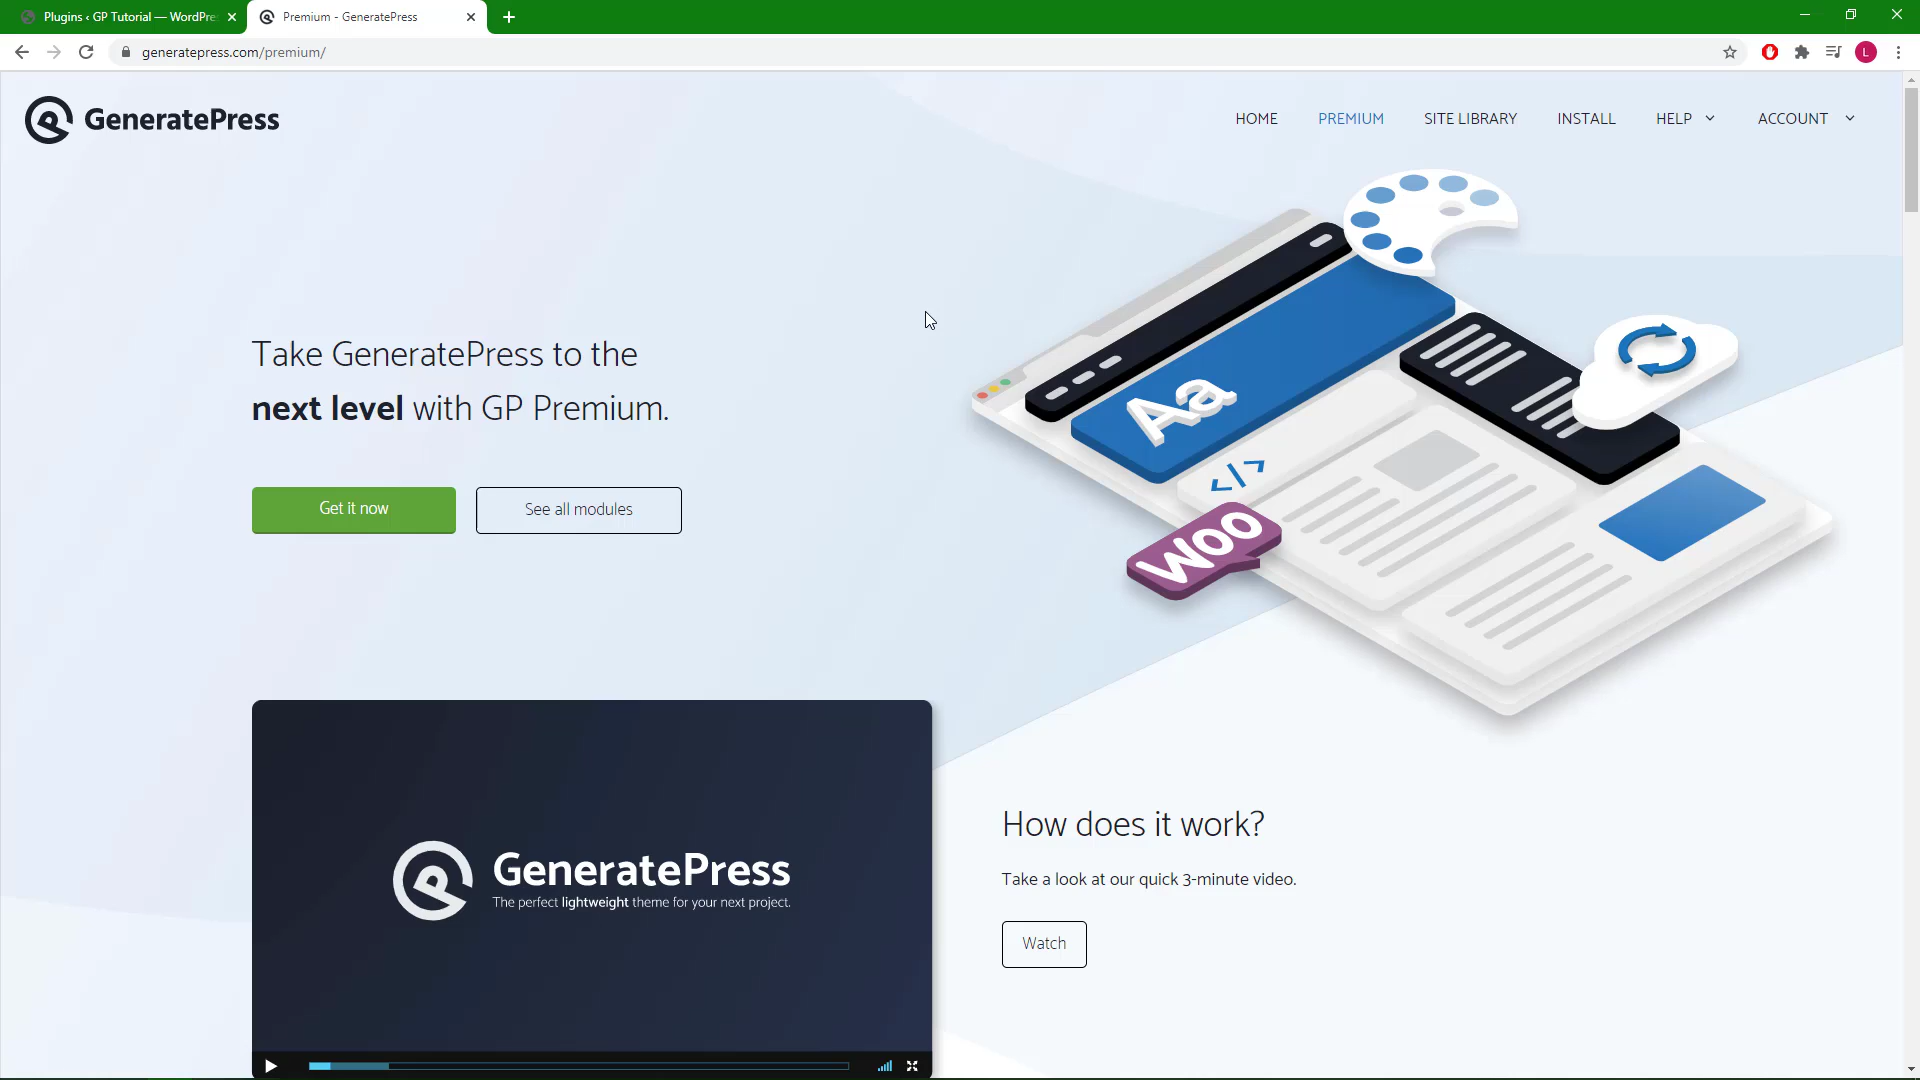 Plugins ‹ GP Tutorial — WordPre
Premium - GeneratePress
generatepress.com/premium/
L
GeneratePress
HOME
PREMIUM
SITE LIBRARY
INSTALL
HELP
ACCOUNT
Take GeneratePress to the
next level with GP Premium.
Get it now
See all modules
Aa
</>
Woo
GeneratePress
The perfect lightweight theme for your next project.
How does it work?
Take a look at our quick 3-minute video.
Watch